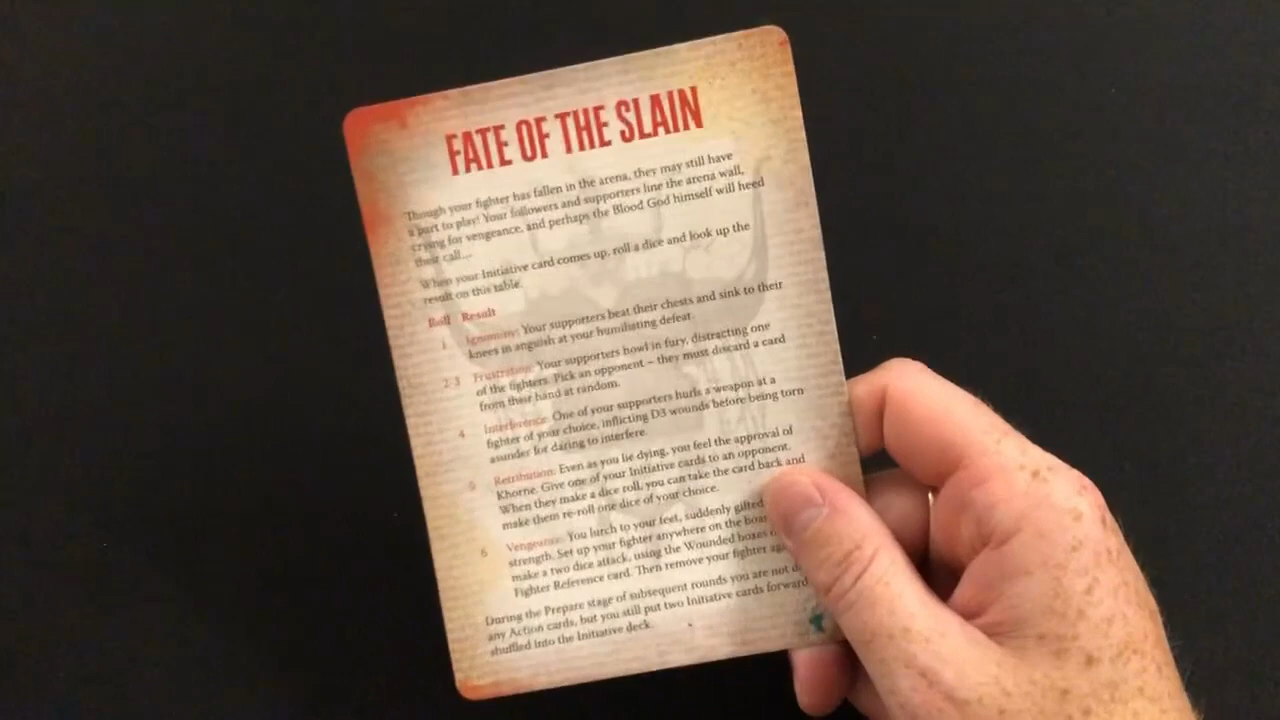 FATE OF THE SLAIN
Though your fighter has fallen in the arena, they may still have
a part to play! Your followers and supporters line the arena wall,
crying for vengeance, and perhaps the Blood God himself will heed
their call...
When your Initiative card comes up, roll a dice and look up the
result on this table.
Roll Result
1 Ignominy: Your supporters beat their chests and sink to their
knees in anguish at your humiliating defeat.
2-3 Frustration: Your supporters howl in fury, distracting one
of the fighters. Pick an opponent – they must discard a card
from their hand at random.
4 Interference: One of your supporters hurls a weapon at a
fighter of your choice, inflicting D3 wounds before being torn
asunder for daring to interfere.
5 Retribution: Even as you lie dying, you feel the approval of
Khorne. Give one of your Initiative cards to an opponent.
When they make a dice roll, you can take the card back and
make them re-roll one dice of your choice.
6 Vengeance: You lurch to your feet, suddenly gifted
strength. Set up your fighter anywhere on the
make a two dice attack, using the Wounded boxes
Fighter Reference card. Then remove your fighter
During the Prepare stage of subsequent rounds you are not
any Action cards, but you still put two Initiative cards forward
shuffled into the Initiative deck.